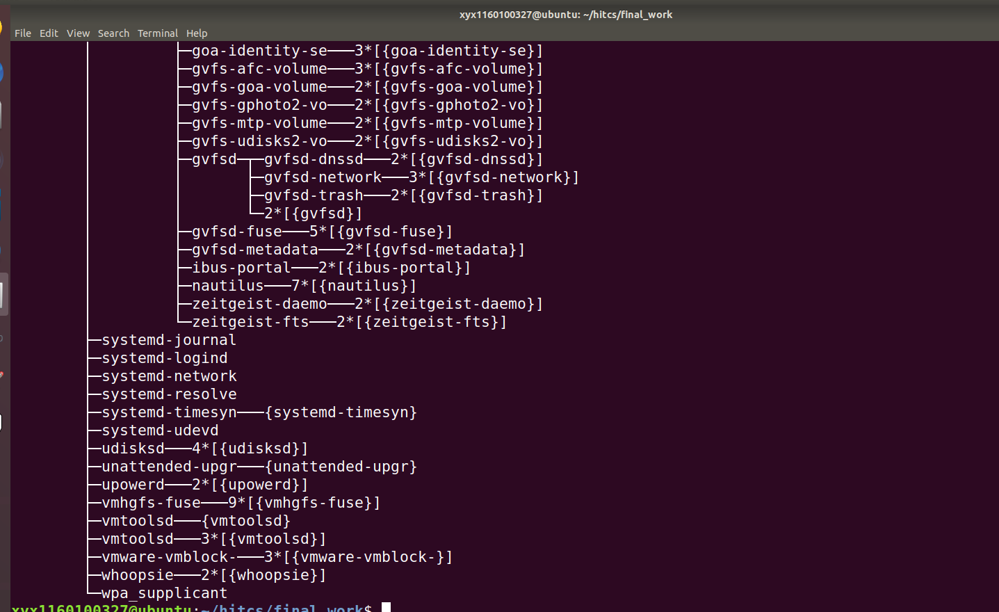 xyx1160100327@ubuntu: ~/hitcs/final_work
File Edit View Search Terminal Help
├─goa-identity-se───3*[{goa-identity-se}]
├─gvfs-afc-volume───3*[{gvfs-afc-volume}]
├─gvfs-goa-volume───2*[{gvfs-goa-volume}]
├─gvfs-gphoto2-vo───2*[{gvfs-gphoto2-vo}]
├─gvfs-mtp-volume───2*[{gvfs-mtp-volume}]
├─gvfs-udisks2-vo───2*[{gvfs-udisks2-vo}]
├─gvfsd─┬─gvfsd-dnssd───2*[{gvfsd-dnssd}]
├─gvfsd-network───3*[{gvfsd-network}]
├─gvfsd-trash───2*[{gvfsd-trash}]
└─2*[{gvfsd}]
├─gvfsd-fuse───5*[{gvfsd-fuse}]
├─gvfsd-metadata───2*[{gvfsd-metadata}]
├─ibus-portal───2*[{ibus-portal}]
├─nautilus───7*[{nautilus}]
├─zeitgeist-daemo───2*[{zeitgeist-daemo}]
└─zeitgeist-fts───2*[{zeitgeist-fts}]
├─systemd-journal
├─systemd-logind
├─systemd-network
├─systemd-resolve
├─systemd-timesyn───{systemd-timesyn}
├─systemd-udevd
├─udisksd───4*[{udisksd}]
├─unattended-upgr───{unattended-upgr}
├─upowerd───2*[{upowerd}]
├─vmhgfs-fuse───9*[{vmhgfs-fuse}]
├─vmtoolsd───{vmtoolsd}
├─vmtoolsd───3*[{vmtoolsd}]
├─vmware-vmblock-───3*[{vmware-vmblock-}]
├─whoopsie───2*[{whoopsie}]
└─wpa_supplicant
xyx1160100327@ubuntu:~/hitcs/final_work$